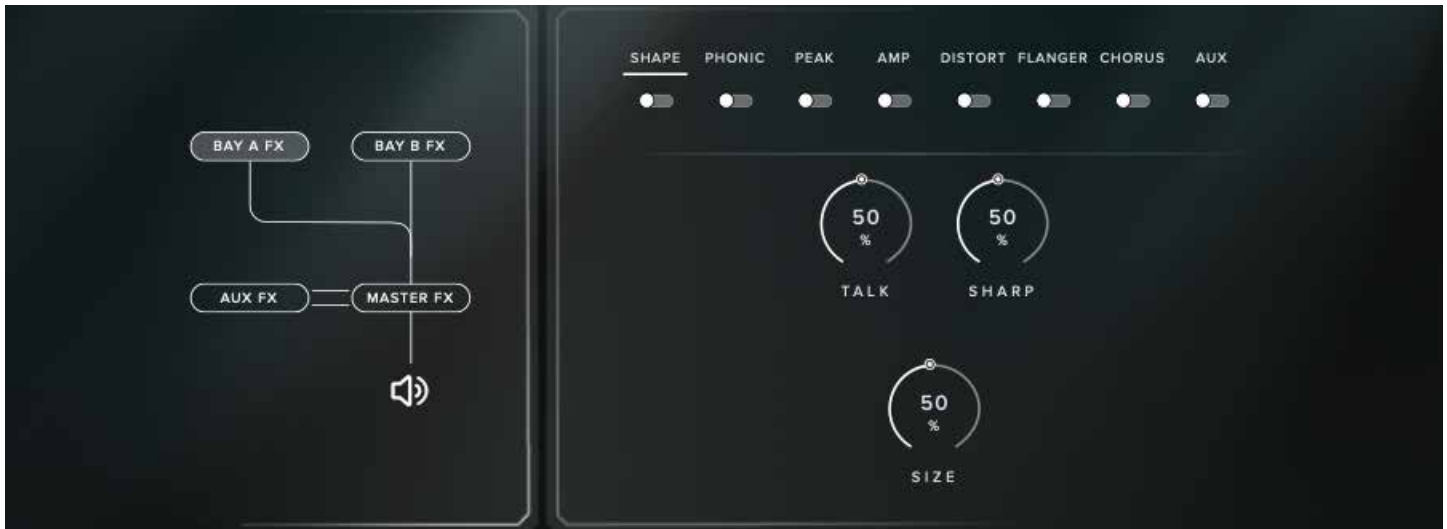 SHAPE PHONIC PEAK AMP DISTORT FLANGER CHORUS AUX
BAY A FX BAY B FX
AUX FX MASTER FX
50 50
% %
TALK SHARP
50
%
SIZE